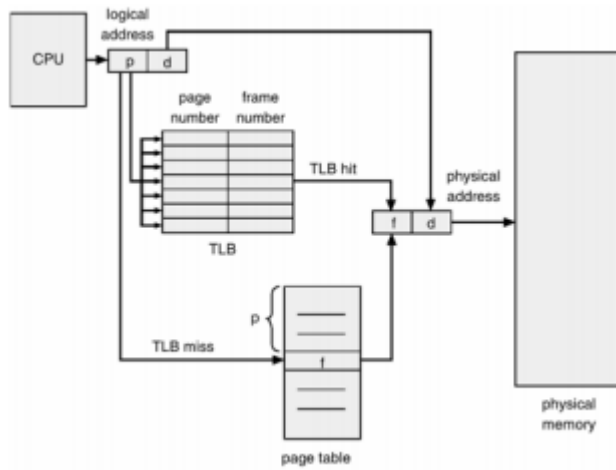 logical
address
CPU
p d
page
number
frame
number
TLB hit
physical
address
f d
TLB
p
TLB miss
f
page table
physical
memory